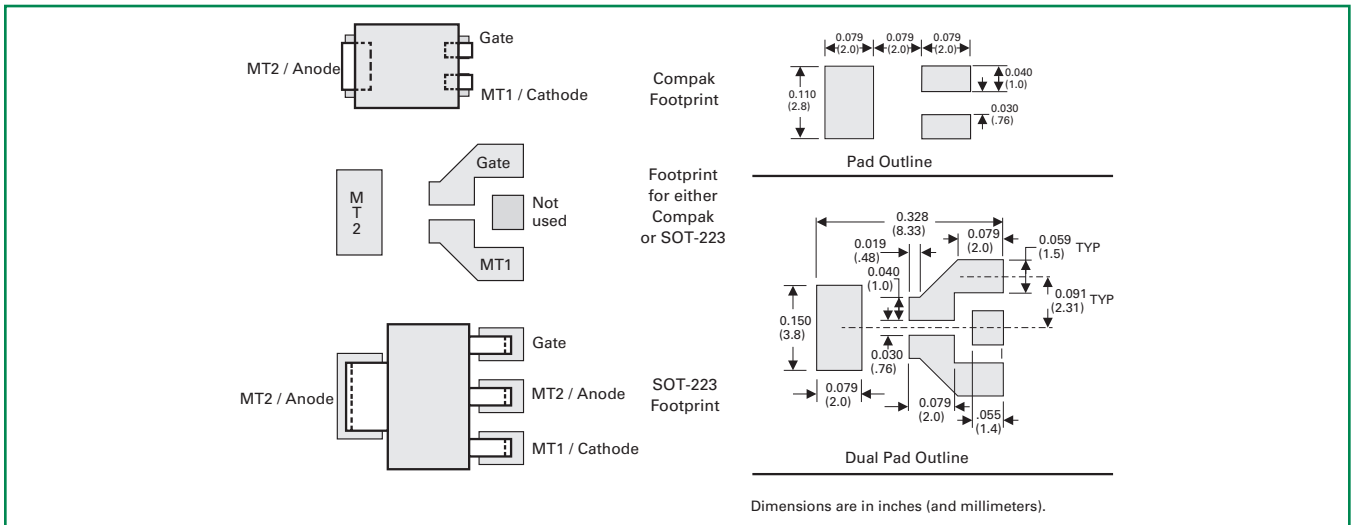 Gate
MT2 / Anode
MT1 / Cathode
Compak
Footprint
0.079
(2.0)
0.079
(2.0)
0.079
(2.0)
0.110
(2.8)
0.040
(1.0)
0.030
(.76)
Pad Outline
M
T
2
Gate
Not
used
MT1
Footprint
for either
Compak
or SOT-223
0.328
(8.33)
0.019
(.48)
0.079
(2.0)
0.059
(1.5)
TYP
0.040
(1.0)
0.091
(2.31)
TYP
0.150
(3.8)
0.030
(.76)
0.079
(2.0)
0.079
(2.0)
.055
(1.4)
Dual Pad Outline
Gate
MT2 / Anode
MT2 / Anode
MT1 / Cathode
SOT-223
Footprint
Dimensions are in inches (and millimeters).